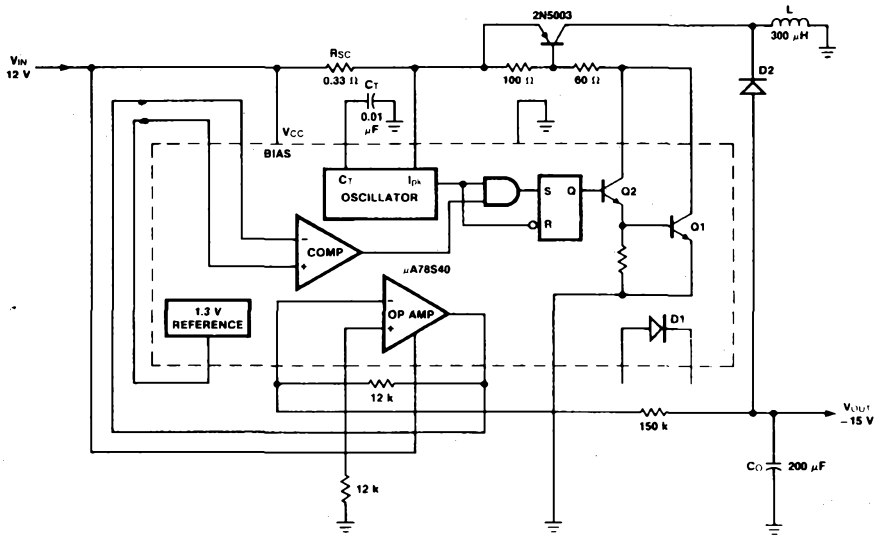 2N5003
L
300 μH
VIN
12 V
RSC
0.33 Ω
100 Ω
60 Ω
D2
CT
0.01
μF
VCC
BIAS
CT
Ipk
OSCILLATOR
S
Q
R
Q2
Q1
−
+
COMP
μA78S40
−
+
OP AMP
1.3 V
REFERENCE
D1
12 k
150 k
VOUT
−15 V
12 k
CO
200 μF